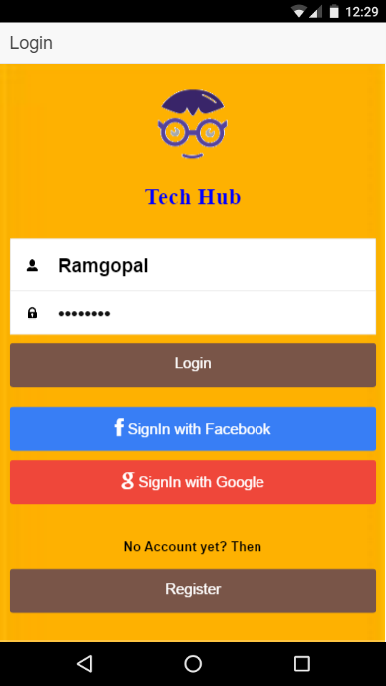 12:29
Login
Tech Hub
Ramgopal
••••••••
Login
f SignIn with Facebook
g SignIn with Google
No Account yet? Then
Register